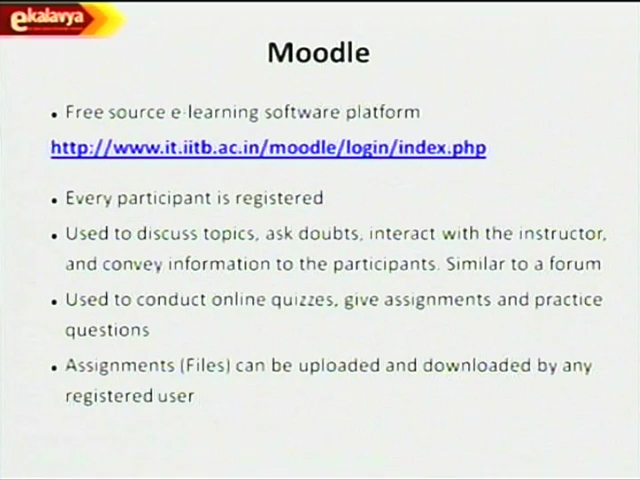 ekalavya
Moodle
• Free source e-learning software platform
http://www.it.iitb.ac.in/moodle/login/index.php
• Every participant is registered
• Used to discuss topics, ask doubts, interact with the instructor,
and convey information to the participants. Similar to a forum
• Used to conduct online quizzes, give assignments and practice
questions
• Assignments (Files) can be uploaded and downloaded by any
registered user